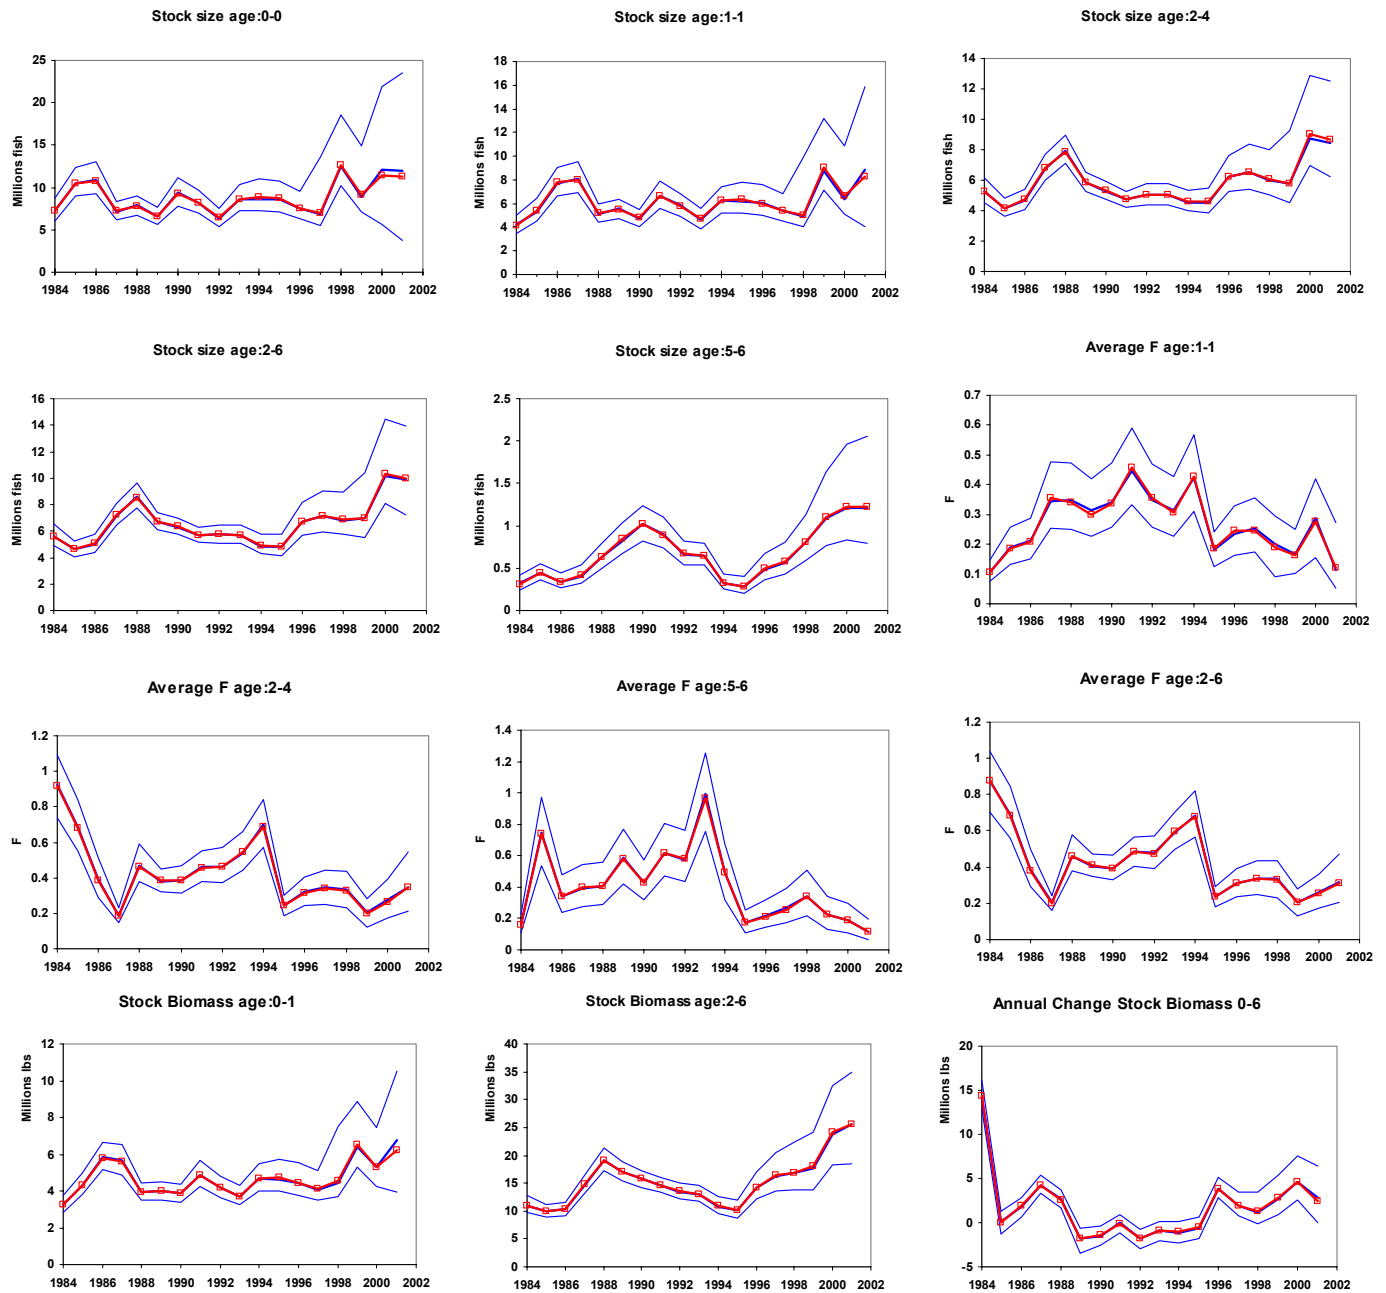 Stock size age:0-0
Millions fish
25
20
15
10
5
0
1984 1986 1988 1990 1992 1994 1996 1998 2000 2002
Stock size age:1-1
Millions fish
18
16
14
12
10
8
6
4
2
0
1984 1986 1988 1990 1992 1994 1996 1998 2000 2002
Stock size age:2-4
Millions fish
14
12
10
8
6
4
2
0
1984 1986 1988 1990 1992 1994 1996 1998 2000 2002
Stock size age:2-6
Millions fish
16
14
12
10
8
6
4
2
0
1984 1986 1988 1990 1992 1994 1996 1998 2000 2002
Stock size age:5-6
Millions fish
2.5
2
1.5
1
0.5
0
1984 1986 1988 1990 1992 1994 1996 1998 2000 2002
Average F age:1-1
F
0.7
0.6
0.5
0.4
0.3
0.2
0.1
0
1984 1986 1988 1990 1992 1994 1996 1998 2000 2002
Average F age:2-4
F
1.2
1
0.8
0.6
0.4
0.2
0
1984 1986 1988 1990 1992 1994 1996 1998 2000 2002
Average F age:5-6
F
1.4
1.2
1
0.8
0.6
0.4
0.2
0
1984 1986 1988 1990 1992 1994 1996 1998 2000 2002
Average F age:2-6
F
1.2
1
0.8
0.6
0.4
0.2
0
1984 1986 1988 1990 1992 1994 1996 1998 2000 2002
Stock Biomass age:0-1
Millions lbs
12
10
8
6
4
2
0
1984 1986 1988 1990 1992 1994 1996 1998 2000 2002
Stock Biomass age:2-6
Millions lbs
40
35
30
25
20
15
10
5
0
1984 1986 1988 1990 1992 1994 1996 1998 2000 2002
Annual Change Stock Biomass 0-6
Millions lbs
20
15
10
5
0
-5
1984 1986 1988 1990 1992 1994 1996 1998 2000 2002